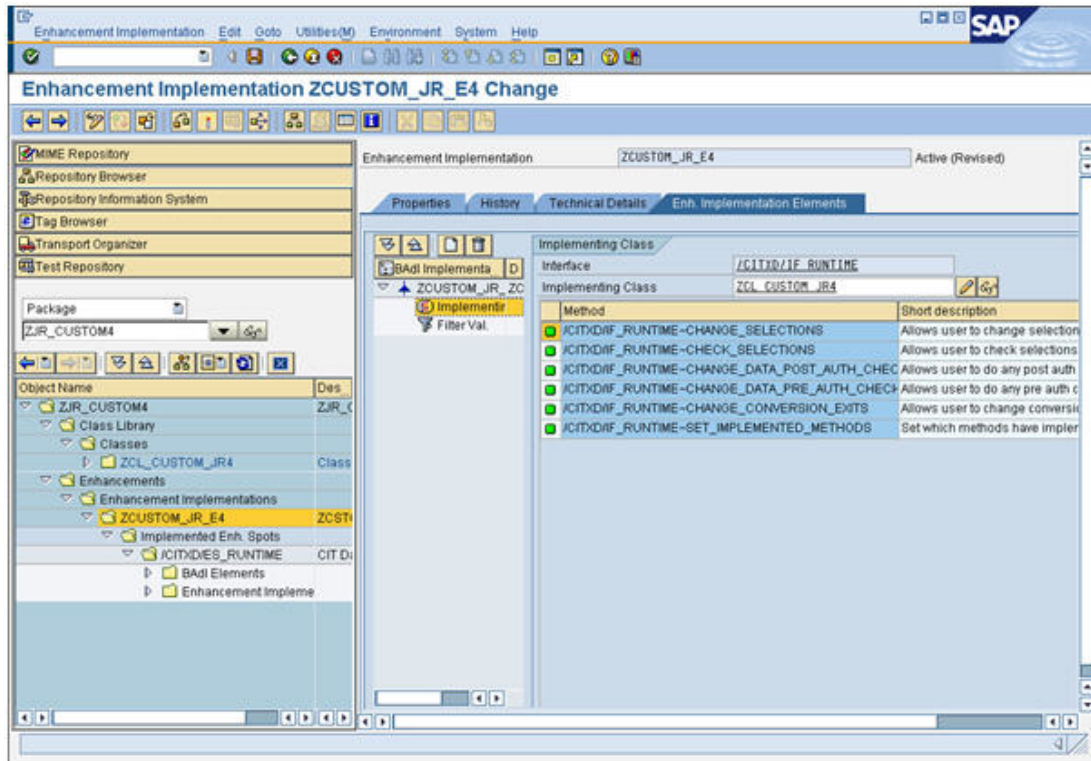 Enhancement Implementation Edit Goto Utilities(M) Environment System Help
SAP
Enhancement Implementation ZCUSTOM_JR_E4 Change
MIME Repository
Repository Browser
Repository Information System
Tag Browser
Transport Organizer
Test Repository
Package
ZJR_CUSTOM4
Object Name Des
ZJR_CUSTOM4 ZJR_C
Class Library
Classes
ZCL_CUSTOM_JR4 Class
Enhancements
Enhancement Implementations
ZCUSTOM_JR_E4 ZCST
Implemented Enh. Spots
/CITXD/ES_RUNTIME CIT Da
BAdI Elements
Enhancement Impleme
Enhancement Implementation ZCUSTOM_JR_E4 Active (Revised)
Properties History Technical Details Enh. Implementation Elements
BAdI Implementa D
ZCUSTOM_JR_ ZC
Implementir
Filter Val.
Implementing Class
Interface /CITXD/IF_RUNTIME
Implementing Class ZCL_CUSTOM_JR4
Method Short description
/CITXD/IF_RUNTIME~CHANGE_SELECTIONS Allows user to change selection
/CITXD/IF_RUNTIME~CHECK_SELECTIONS Allows user to check selections
/CITXD/IF_RUNTIME~CHANGE_DATA_POST_AUTH_CHEC Allows user to do any post auth
/CITXD/IF_RUNTIME~CHANGE_DATA_PRE_AUTH_CHECK Allows user to do any pre auth c
/CITXD/IF_RUNTIME~CHANGE_CONVERSION_EXITS Allows user to change conversic
/CITXD/IF_RUNTIME~SET_IMPLEMENTED_METHODS Set which methods have implem